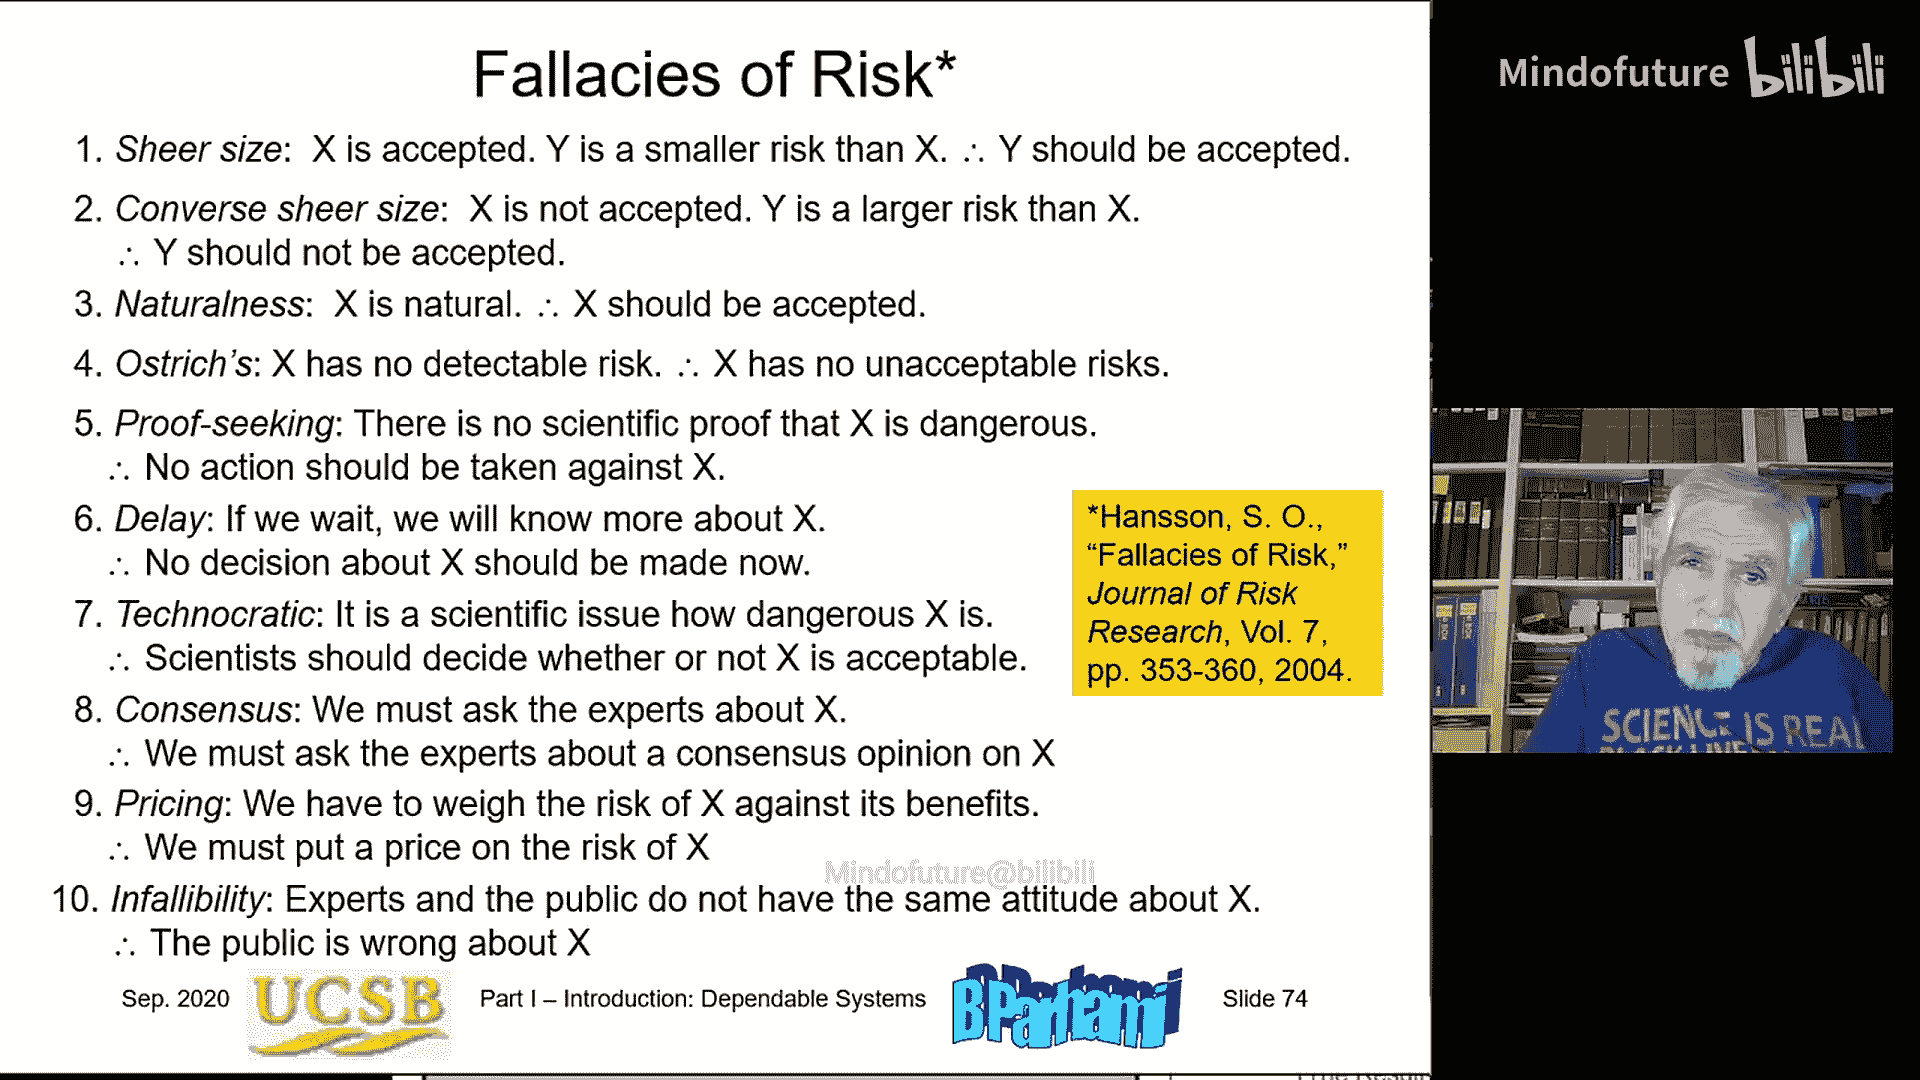 Fallacies of Risk*
Mindofuture bilibili
1. Sheer size: X is accepted. Y is a smaller risk than X. ∴ Y should be accepted.
2. Converse sheer size: X is not accepted. Y is a larger risk than X.
∴ Y should not be accepted.
3. Naturalness: X is natural. ∴ X should be accepted.
4. Ostrich’s: X has no detectable risk. ∴ X has no unacceptable risks.
5. Proof-seeking: There is no scientific proof that X is dangerous.
∴ No action should be taken against X.
6. Delay: If we wait, we will know more about X.
∴ No decision about X should be made now.
7. Technocratic: It is a scientific issue how dangerous X is.
∴ Scientists should decide whether or not X is acceptable.
8. Consensus: We must ask the experts about X.
∴ We must ask the experts about a consensus opinion on X
9. Pricing: We have to weigh the risk of X against its benefits.
∴ We must put a price on the risk of X
10. Infallibility: Experts and the public do not have the same attitude about X.
∴ The public is wrong about X
*Hansson, S. O.,
“Fallacies of Risk,”
Journal of Risk
Research, Vol. 7,
pp. 353-360, 2004.
SCIENCE IS REAL
Mindofuture@bilibili
Sep. 2020
UCSB
Part I – Introduction: Dependable Systems
B Parhami
Slide 74